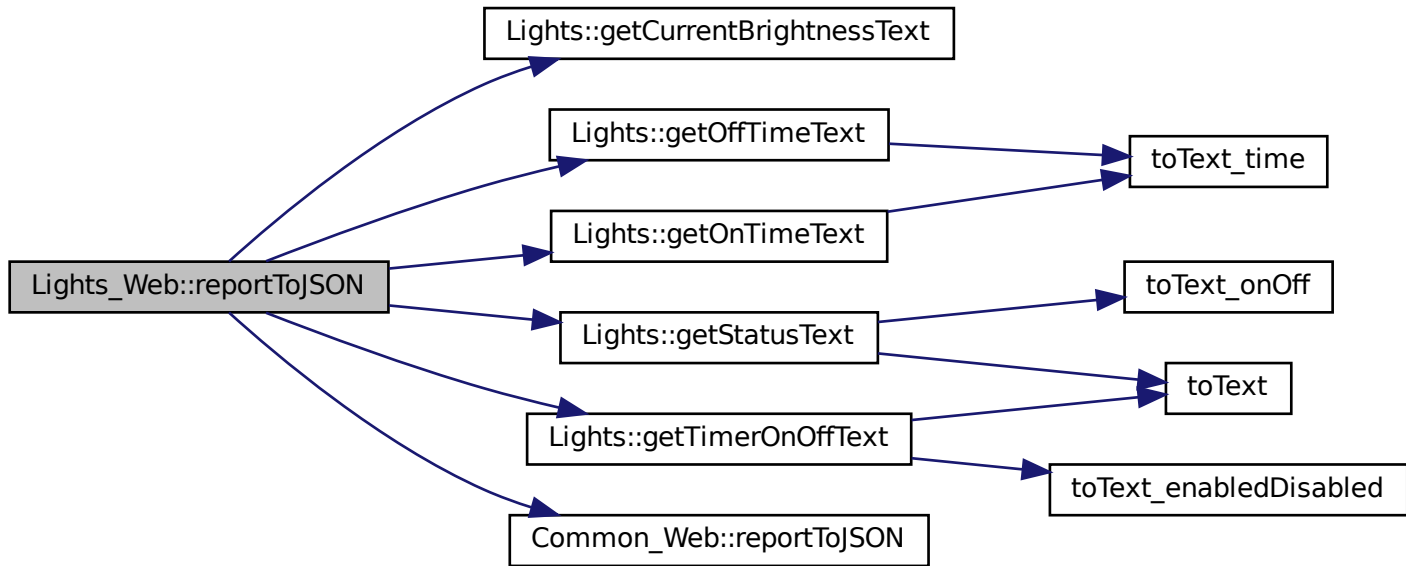 Lights::getCurrentBrightnessText
Lights::getOffTimeText
toText_time
Lights::getOnTimeText
Lights_Web::reportToJSON
toText_onOff
Lights::getStatusText
toText
Lights::getTimerOnOffText
toText_enabledDisabled
Common_Web::reportToJSON